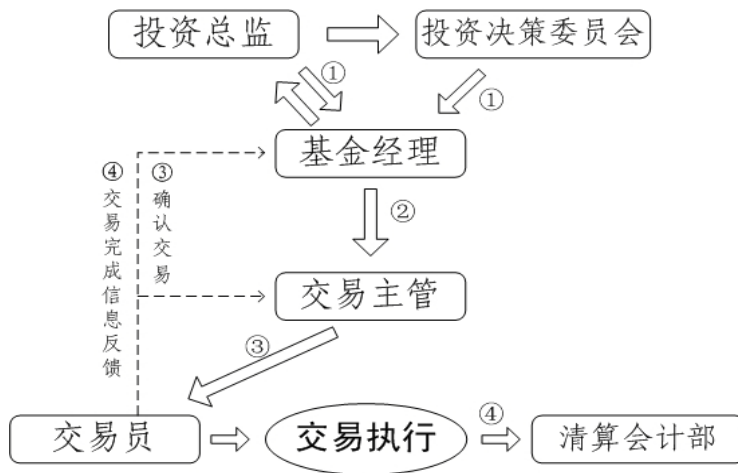 投资总监
投资决策委员会
①
①
基金经理
②
④交易完成信息反馈
③确认交易
交易主管
③
交易员
交易执行
④
清算会计部